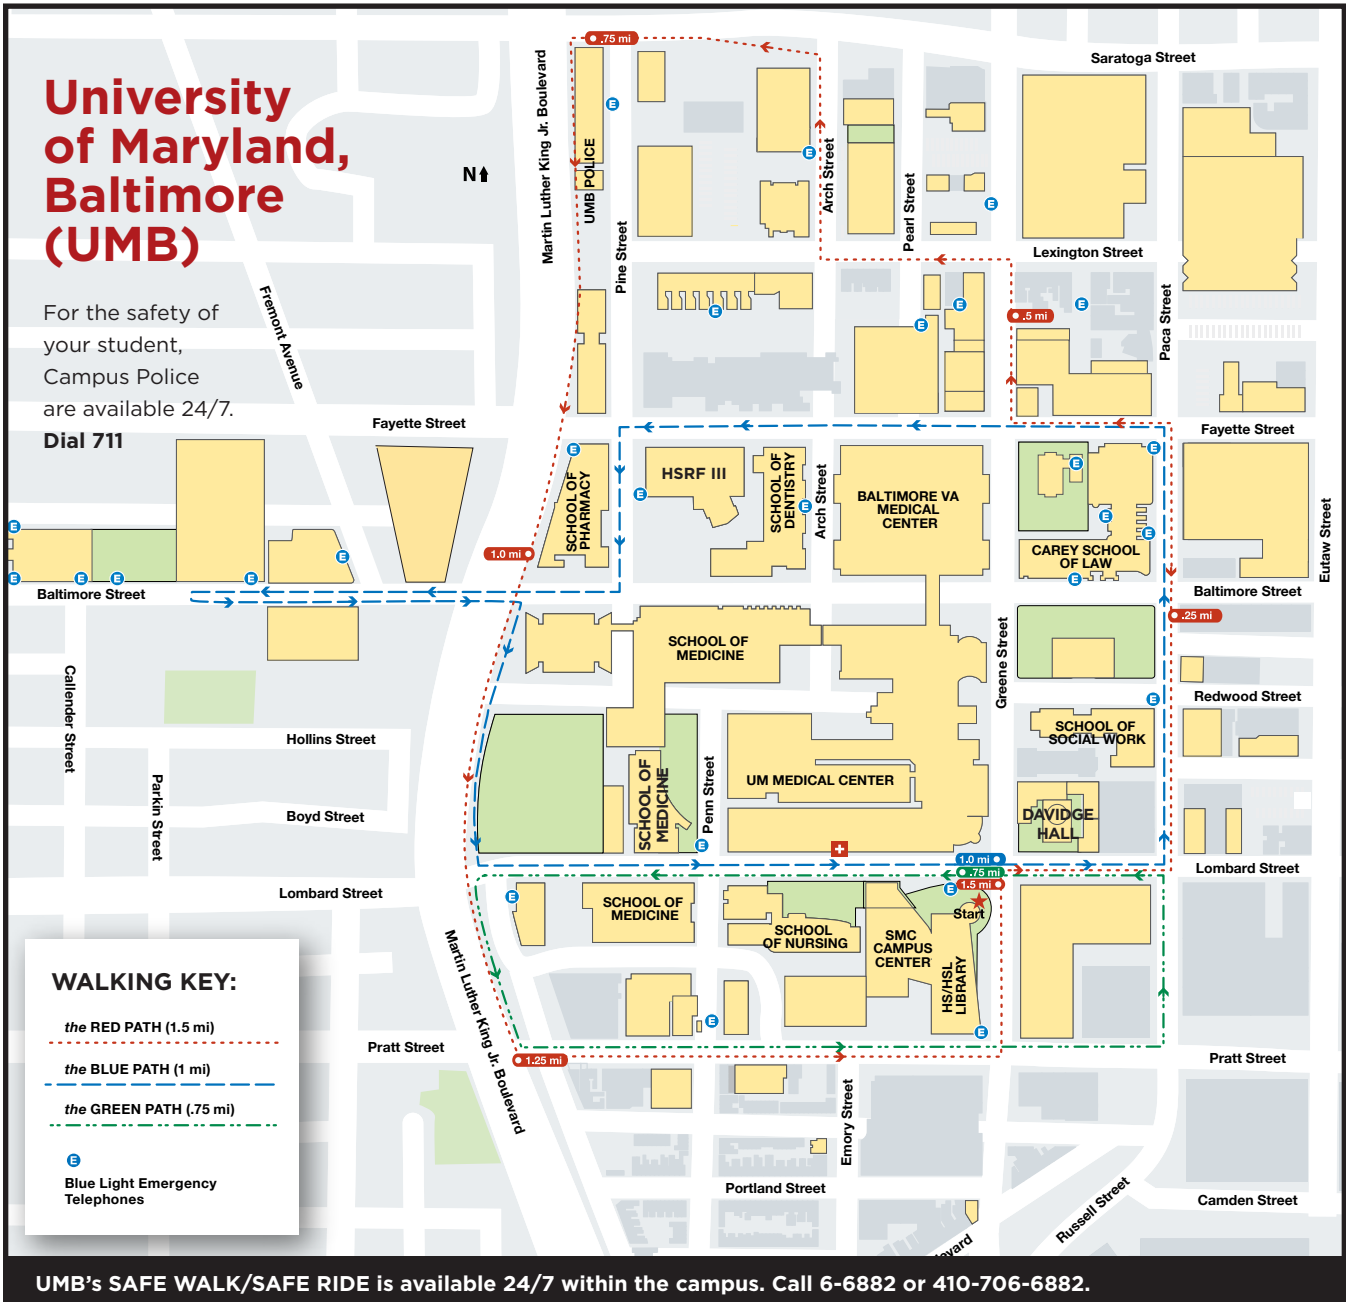 University
of Maryland,
Baltimore
(UMB)
For the safety of
your student,
Campus Police
are available 24/7.
Dial 711
N
.75 mi
Saratoga Street
Martin Luther King Jr. Boulevard
UMB POLICE
Pine Street
Arch Street
Pearl Street
Lexington Street
Paca Street
.5 mi
Fremont Avenue
Fayette Street
Fayette Street
SCHOOL OF
PHARMACY
HSRF III
SCHOOL OF
DENTISTRY
Arch Street
BALTIMORE VA
MEDICAL
CENTER
CAREY SCHOOL
OF LAW
Eutaw Street
1.0 mi
Baltimore Street
Baltimore Street
.25 mi
SCHOOL OF
MEDICINE
Greene Street
Redwood Street
Callender Street
Hollins Street
SCHOOL OF
SOCIAL WORK
Parkin Street
Boyd Street
SCHOOL OF
MEDICINE
Penn Street
UM MEDICAL CENTER
DAVIDGE
HALL
Lombard Street
Lombard Street
1.0 mi
.75 mi
1.5 mi
Start
SCHOOL OF
MEDICINE
SCHOOL
OF NURSING
SMC
CAMPUS
CENTER
HS/HSL
LIBRARY
Martin Luther King Jr. Boulevard
Pratt Street
1.25 mi
Pratt Street
Emory Street
Portland Street
Russell Street
Camden Street
WALKING KEY:
the RED PATH (1.5 mi)
the BLUE PATH (1 mi)
the GREEN PATH (.75 mi)
E
Blue Light Emergency
Telephones
UMB's SAFE WALK/SAFE RIDE is available 24/7 within the campus. Call 6-6882 or 410-706-6882.